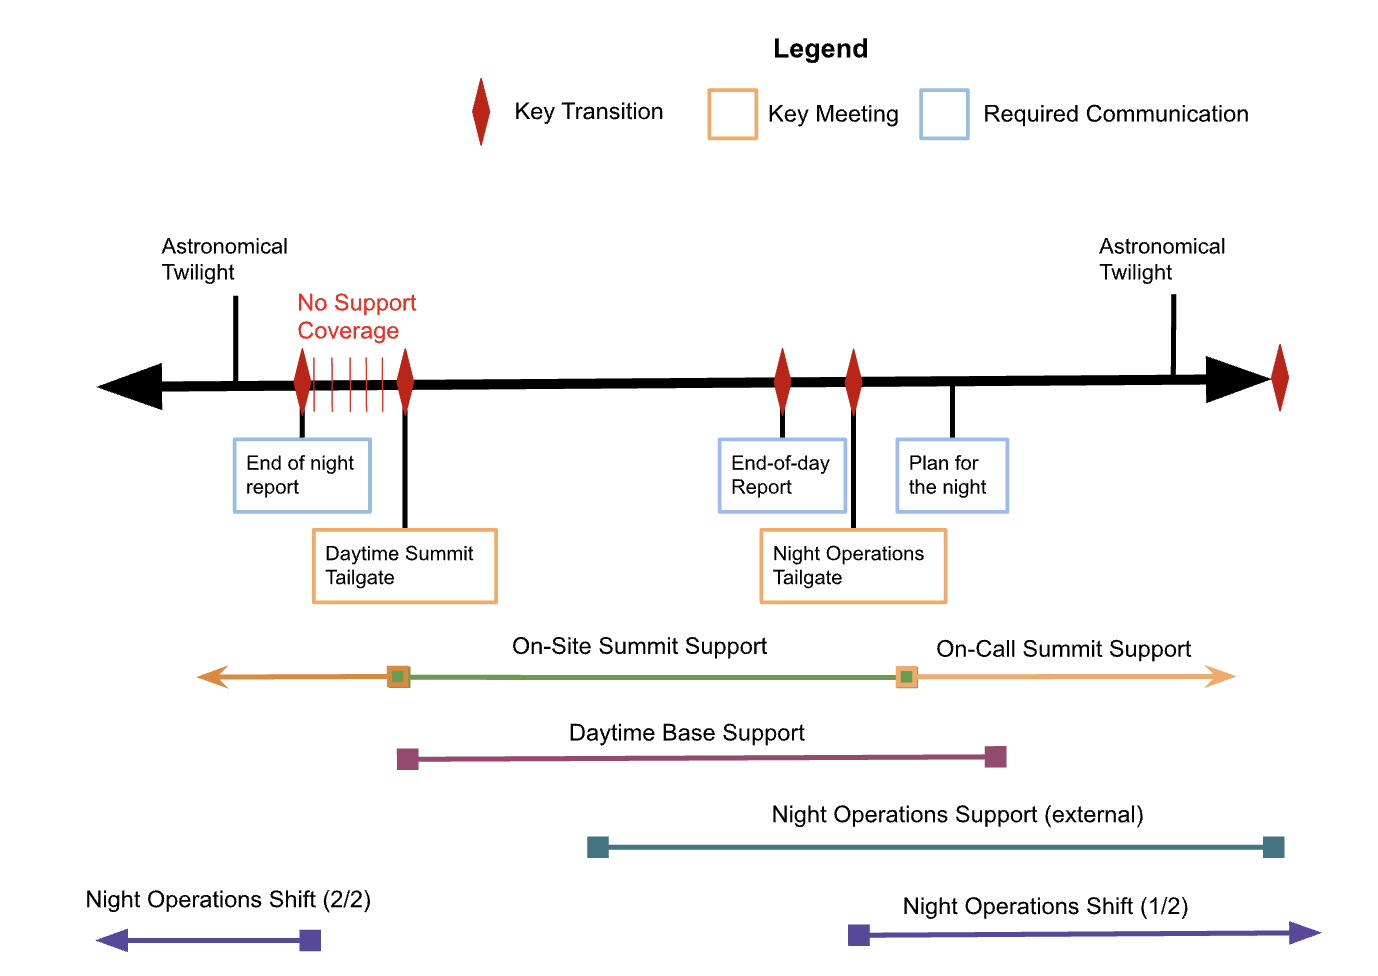 Legend
Key Transition
Key Meeting
Required Communication
Astronomical
Twilight
Astronomical
Twilight
No Support
Coverage
End of night
report
End-of-day
Report
Plan for
the night
Daytime Summit
Tailgate
Night Operations
Tailgate
On-Site Summit Support
On-Call Summit Support
Daytime Base Support
Night Operations Support (external)
Night Operations Shift (2/2)
Night Operations Shift (1/2)